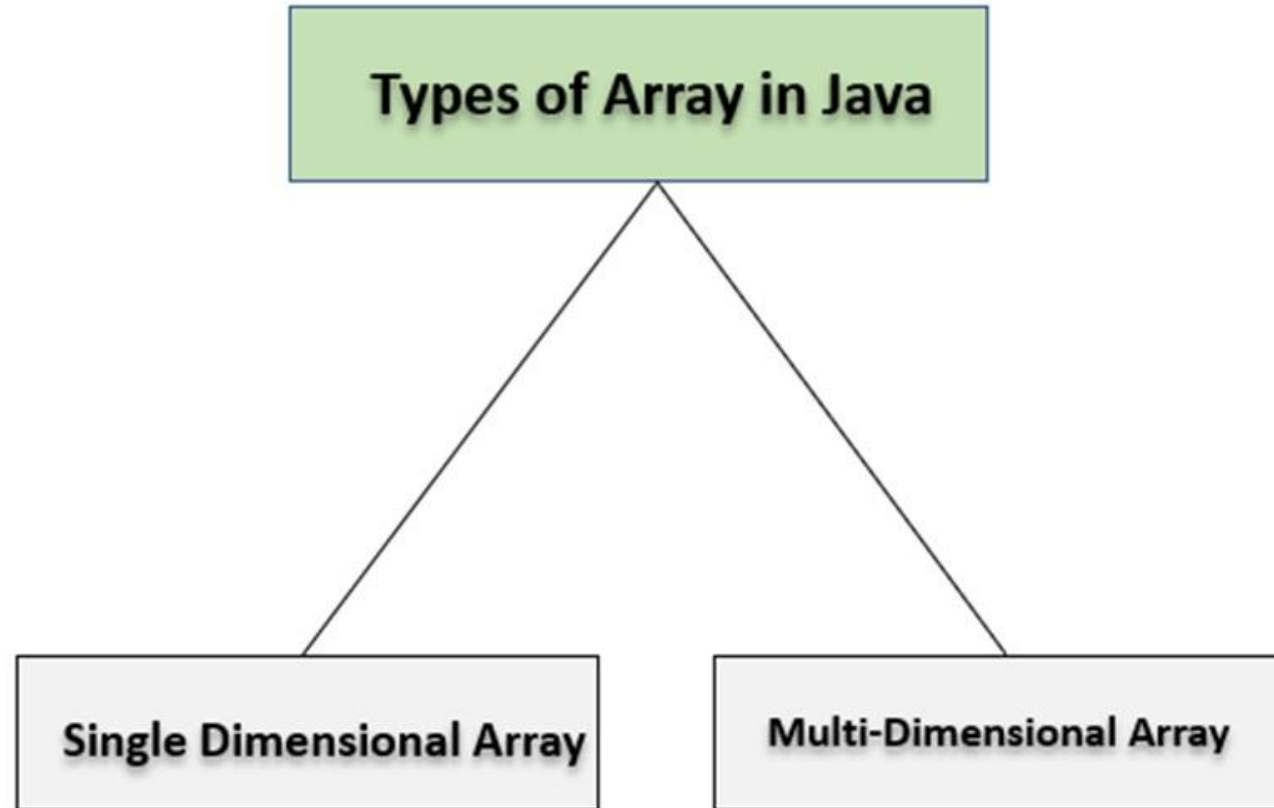 Types of Array in Java
Single Dimensional Array
Multi-Dimensional Array